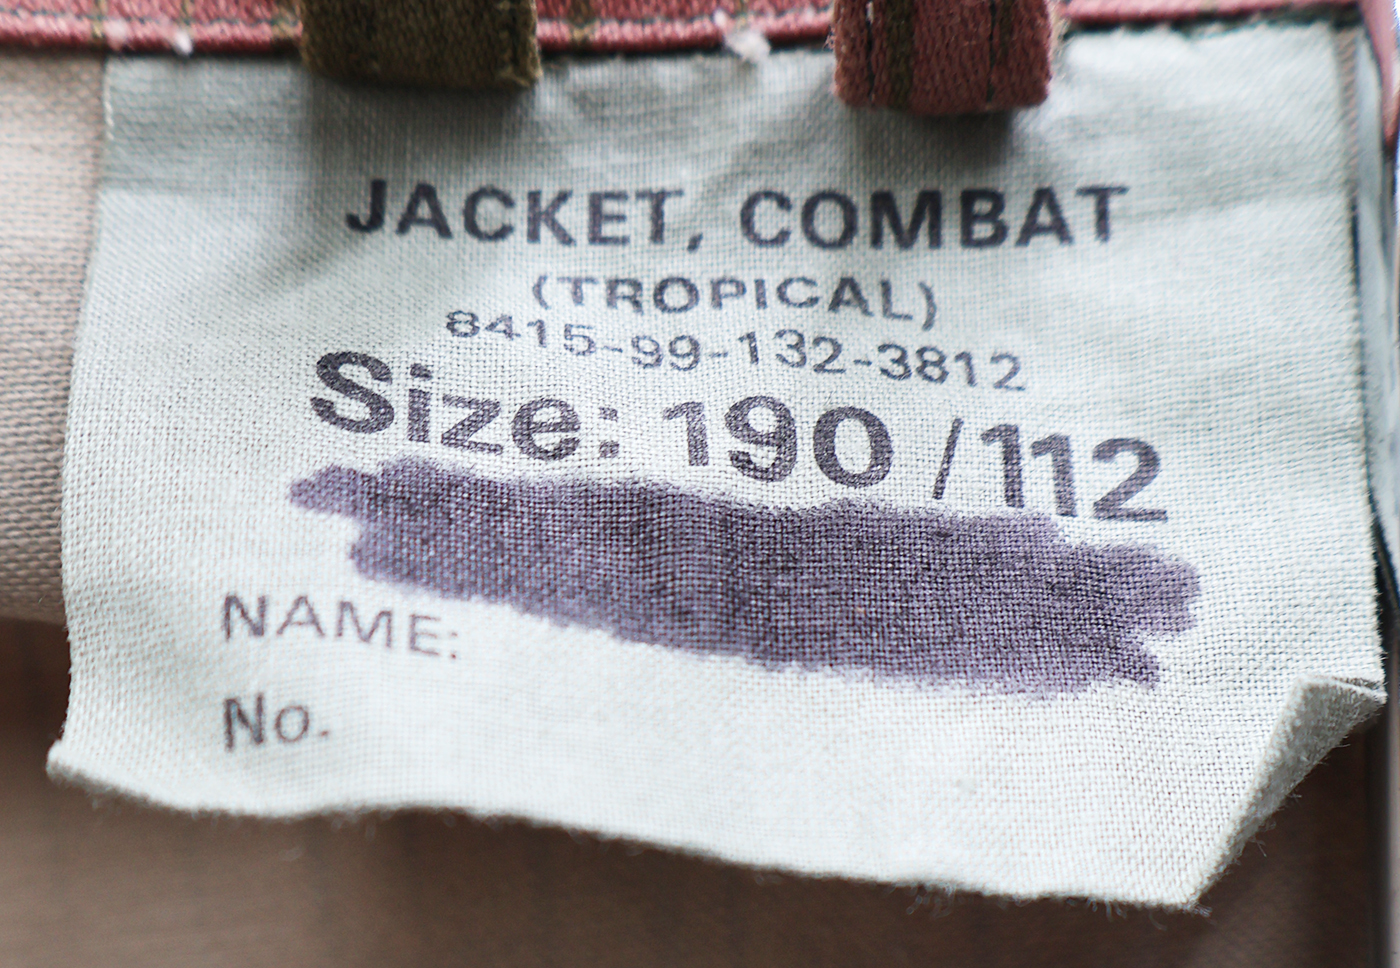 JACKET, COMBAT
(TROPICAL)
8415-99-132-3812
Size: 190/112
NAME:
No.